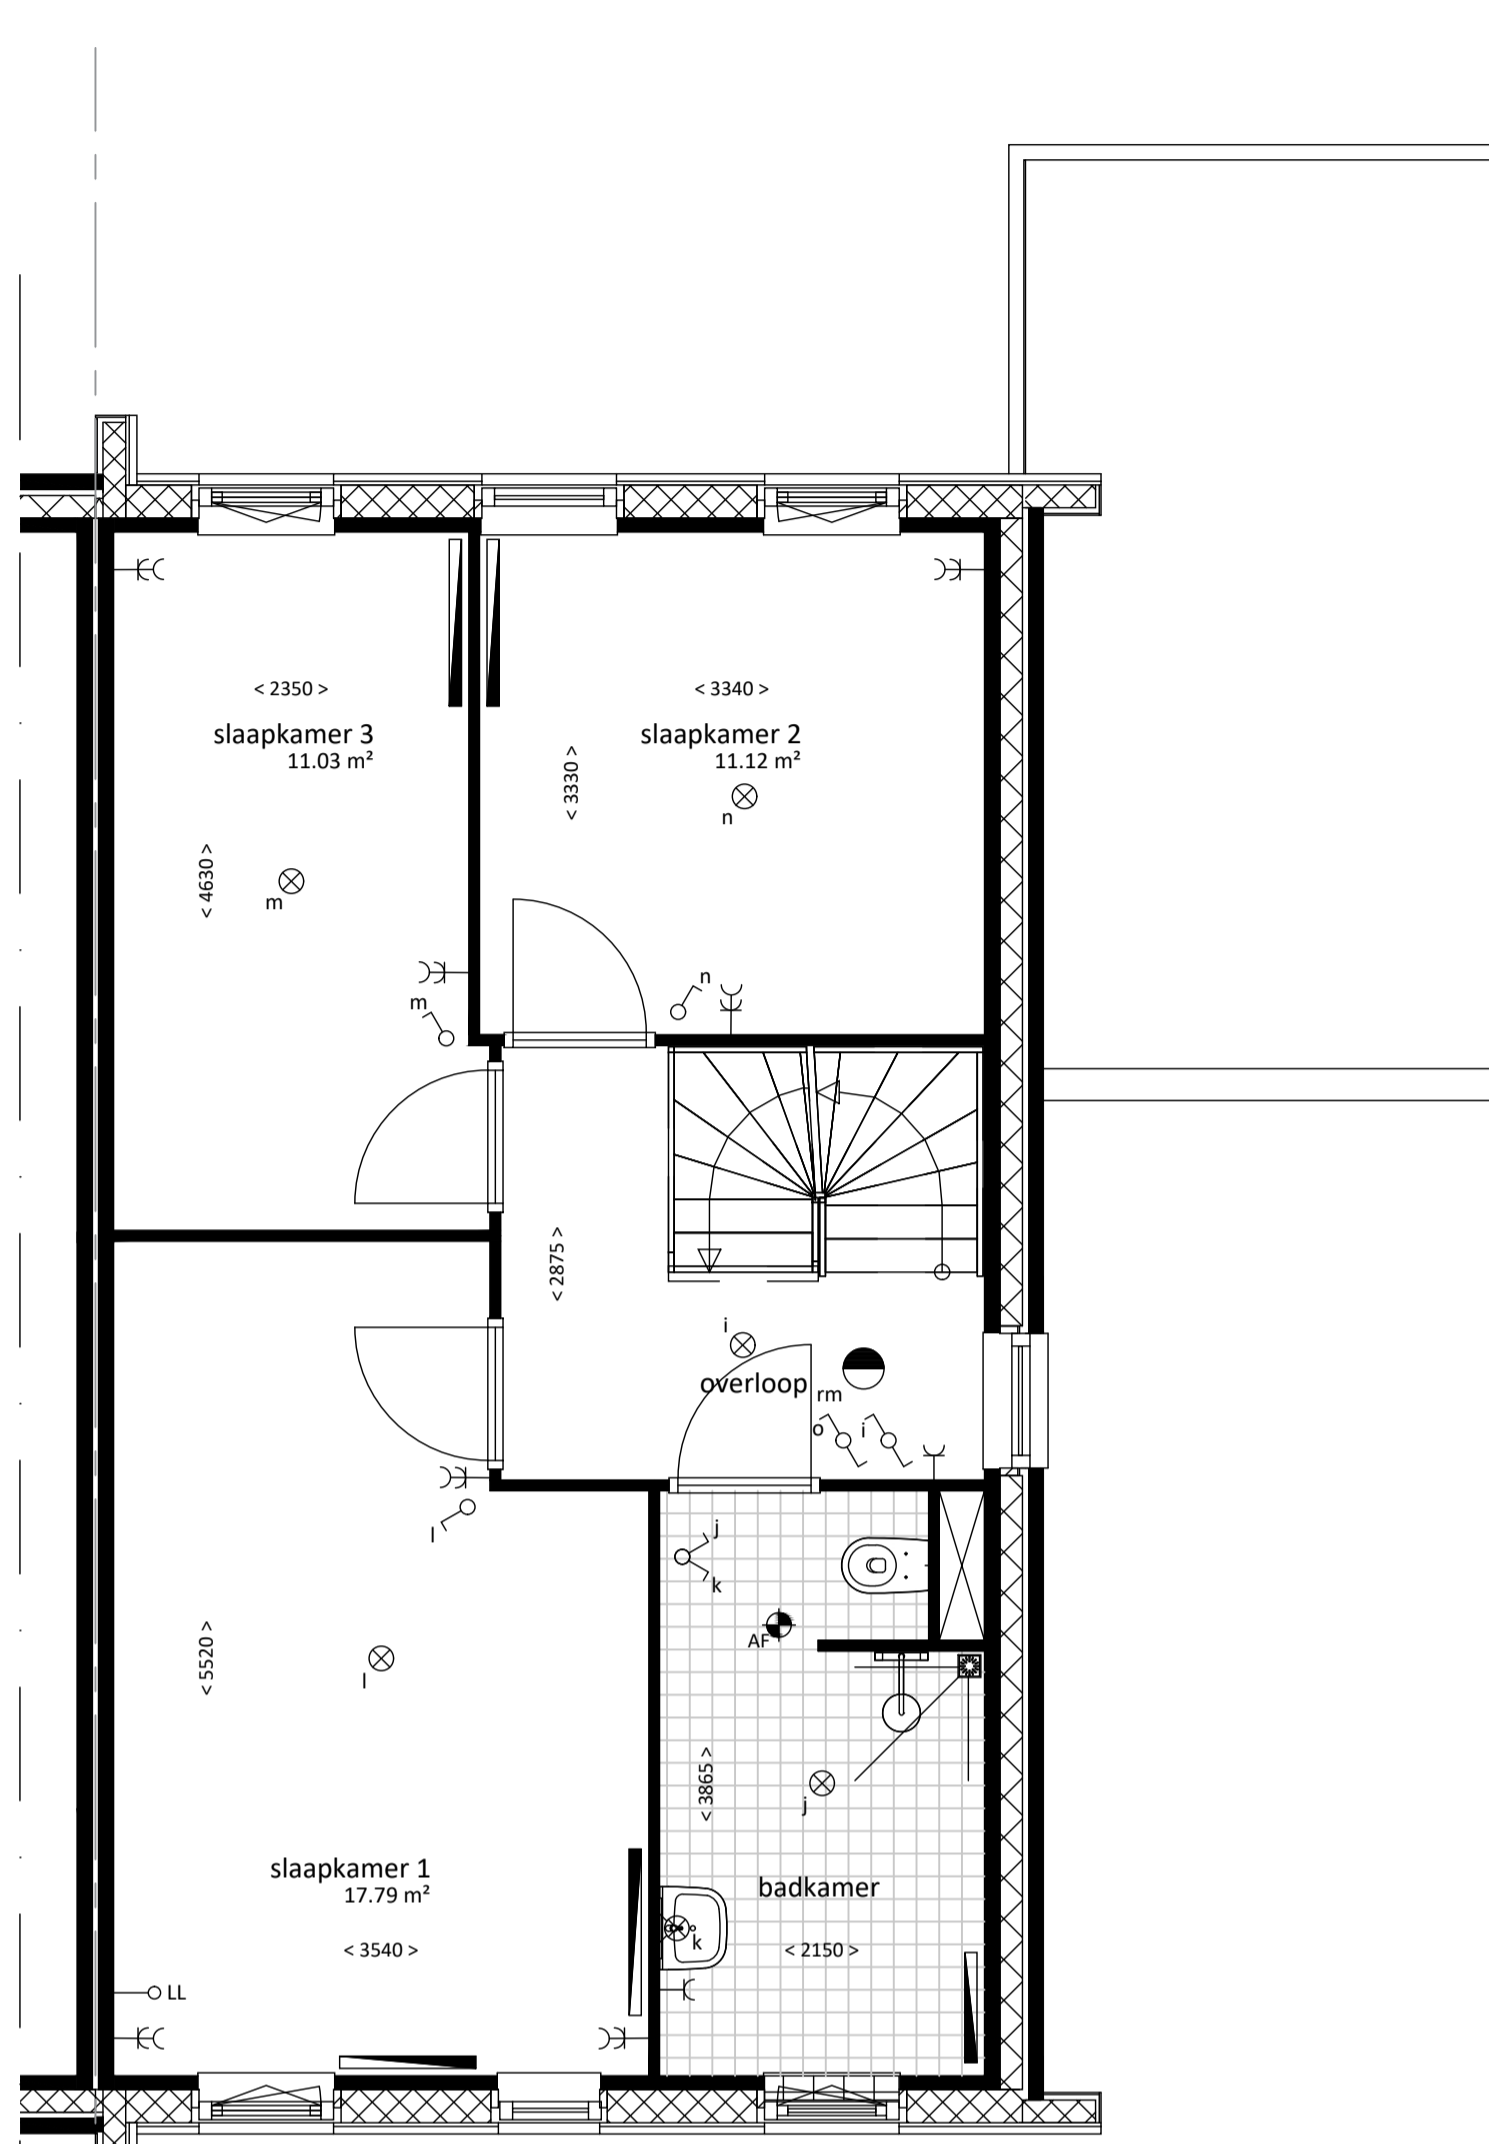 < 2350 >
slaapkamer 3
11.03 m²
< 4630 >
m
m
< 3340 >
slaapkamer 2
11.12 m²
< 3330 >
n
n
< 2875 >
i
overloop
rm
o
i
l
< 5520 >
l
slaapkamer 1
17.79 m²
< 3540 >
LL
j
k
AF
< 3865 >
j
badkamer
k
< 2150 >